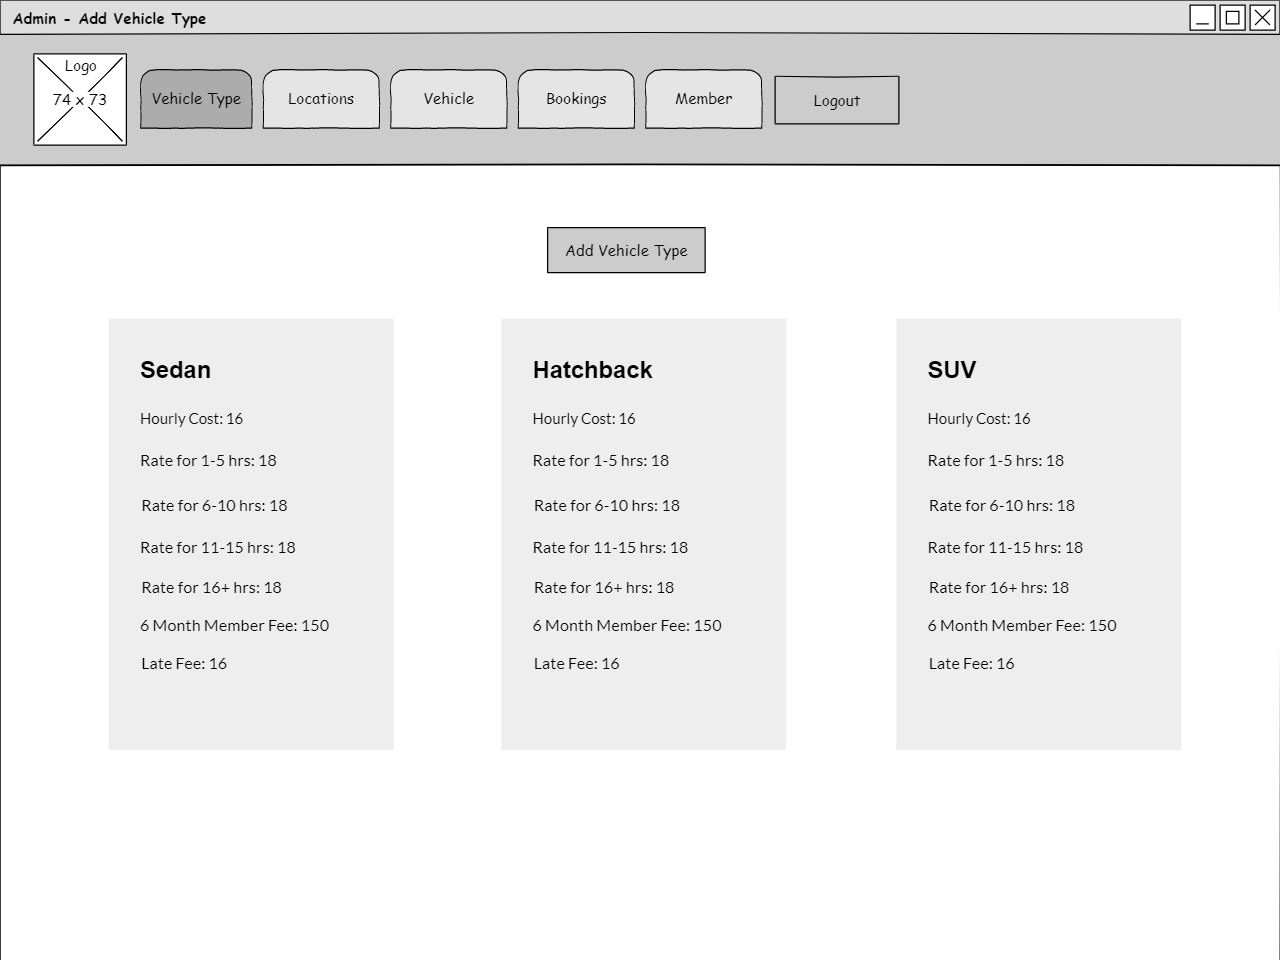 Admin - Add Vehicle Type
Logo
74 x 73
Vehicle Type
Locations
Vehicle
Bookings
Member
Logout
Add Vehicle Type
Sedan
Hourly Cost: 16
Rate for 1-5 hrs: 18
Rate for 6-10 hrs: 18
Rate for 11-15 hrs: 18
Rate for 16+ hrs: 18
6 Month Member Fee: 150
Late Fee: 16
Hatchback
Hourly Cost: 16
Rate for 1-5 hrs: 18
Rate for 6-10 hrs: 18
Rate for 11-15 hrs: 18
Rate for 16+ hrs: 18
6 Month Member Fee: 150
Late Fee: 16
SUV
Hourly Cost: 16
Rate for 1-5 hrs: 18
Rate for 6-10 hrs: 18
Rate for 11-15 hrs: 18
Rate for 16+ hrs: 18
6 Month Member Fee: 150
Late Fee: 16